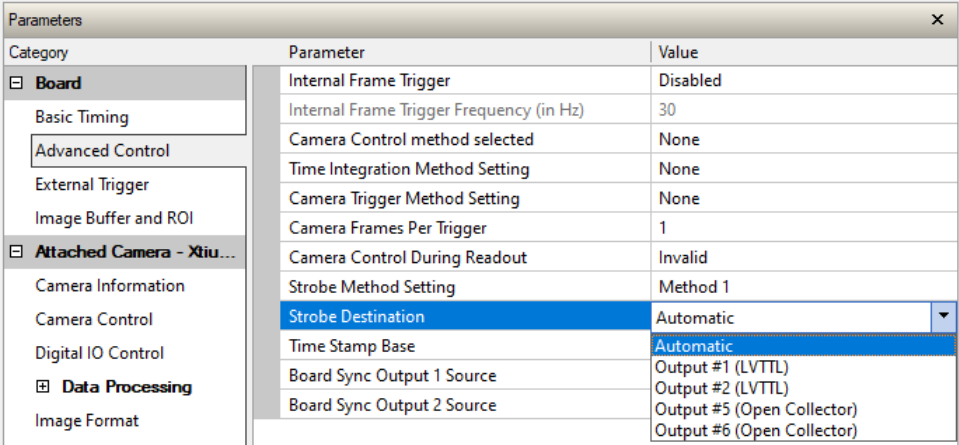 Parameters
Category Parameter Value
Board Internal Frame Trigger Disabled
Basic Timing Internal Frame Trigger Frequency (in Hz) 30
Advanced Control Camera Control method selected None
Time Integration Method Setting None
External Trigger Camera Trigger Method Setting None
Image Buffer and ROI Camera Frames Per Trigger 1
Attached Camera - Xtiu... Camera Control During Readout Invalid
Camera Information Strobe Method Setting Method 1
Camera Control Strobe Destination Automatic
Digital IO Control Time Stamp Base Automatic
Data Processing Board Sync Output 1 Source Output #1 (LVTTL)
Output #2 (LVTTL)
Image Format Board Sync Output 2 Source Output #5 (Open Collector)
Output #6 (Open Collector)